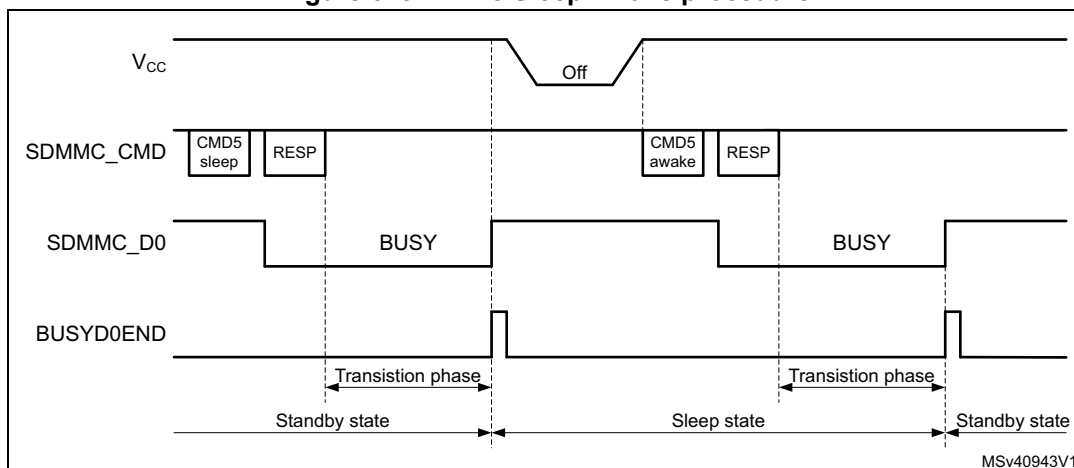 V_CC
Off
SDMMC_CMD
CMD5
sleep
RESP
CMD5
awake
RESP
SDMMC_D0
BUSY
BUSY
BUSYD0END
Transistion phase
Transistion phase
Standby state
Sleep state
Standby state
MSv40943V1